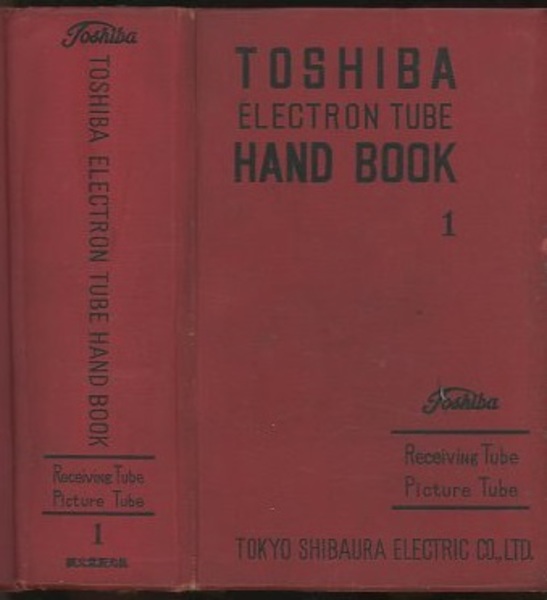 Toshiba
TOSHIBA ELECTRON TUBE HAND BOOK
Receiving Tube
Picture Tube
1
TOSHIBA
ELECTRON TUBE
HAND BOOK
1
Toshiba
Receiving Tube
Picture Tube
TOKYO SHIBAURA ELECTRIC CO., LTD.